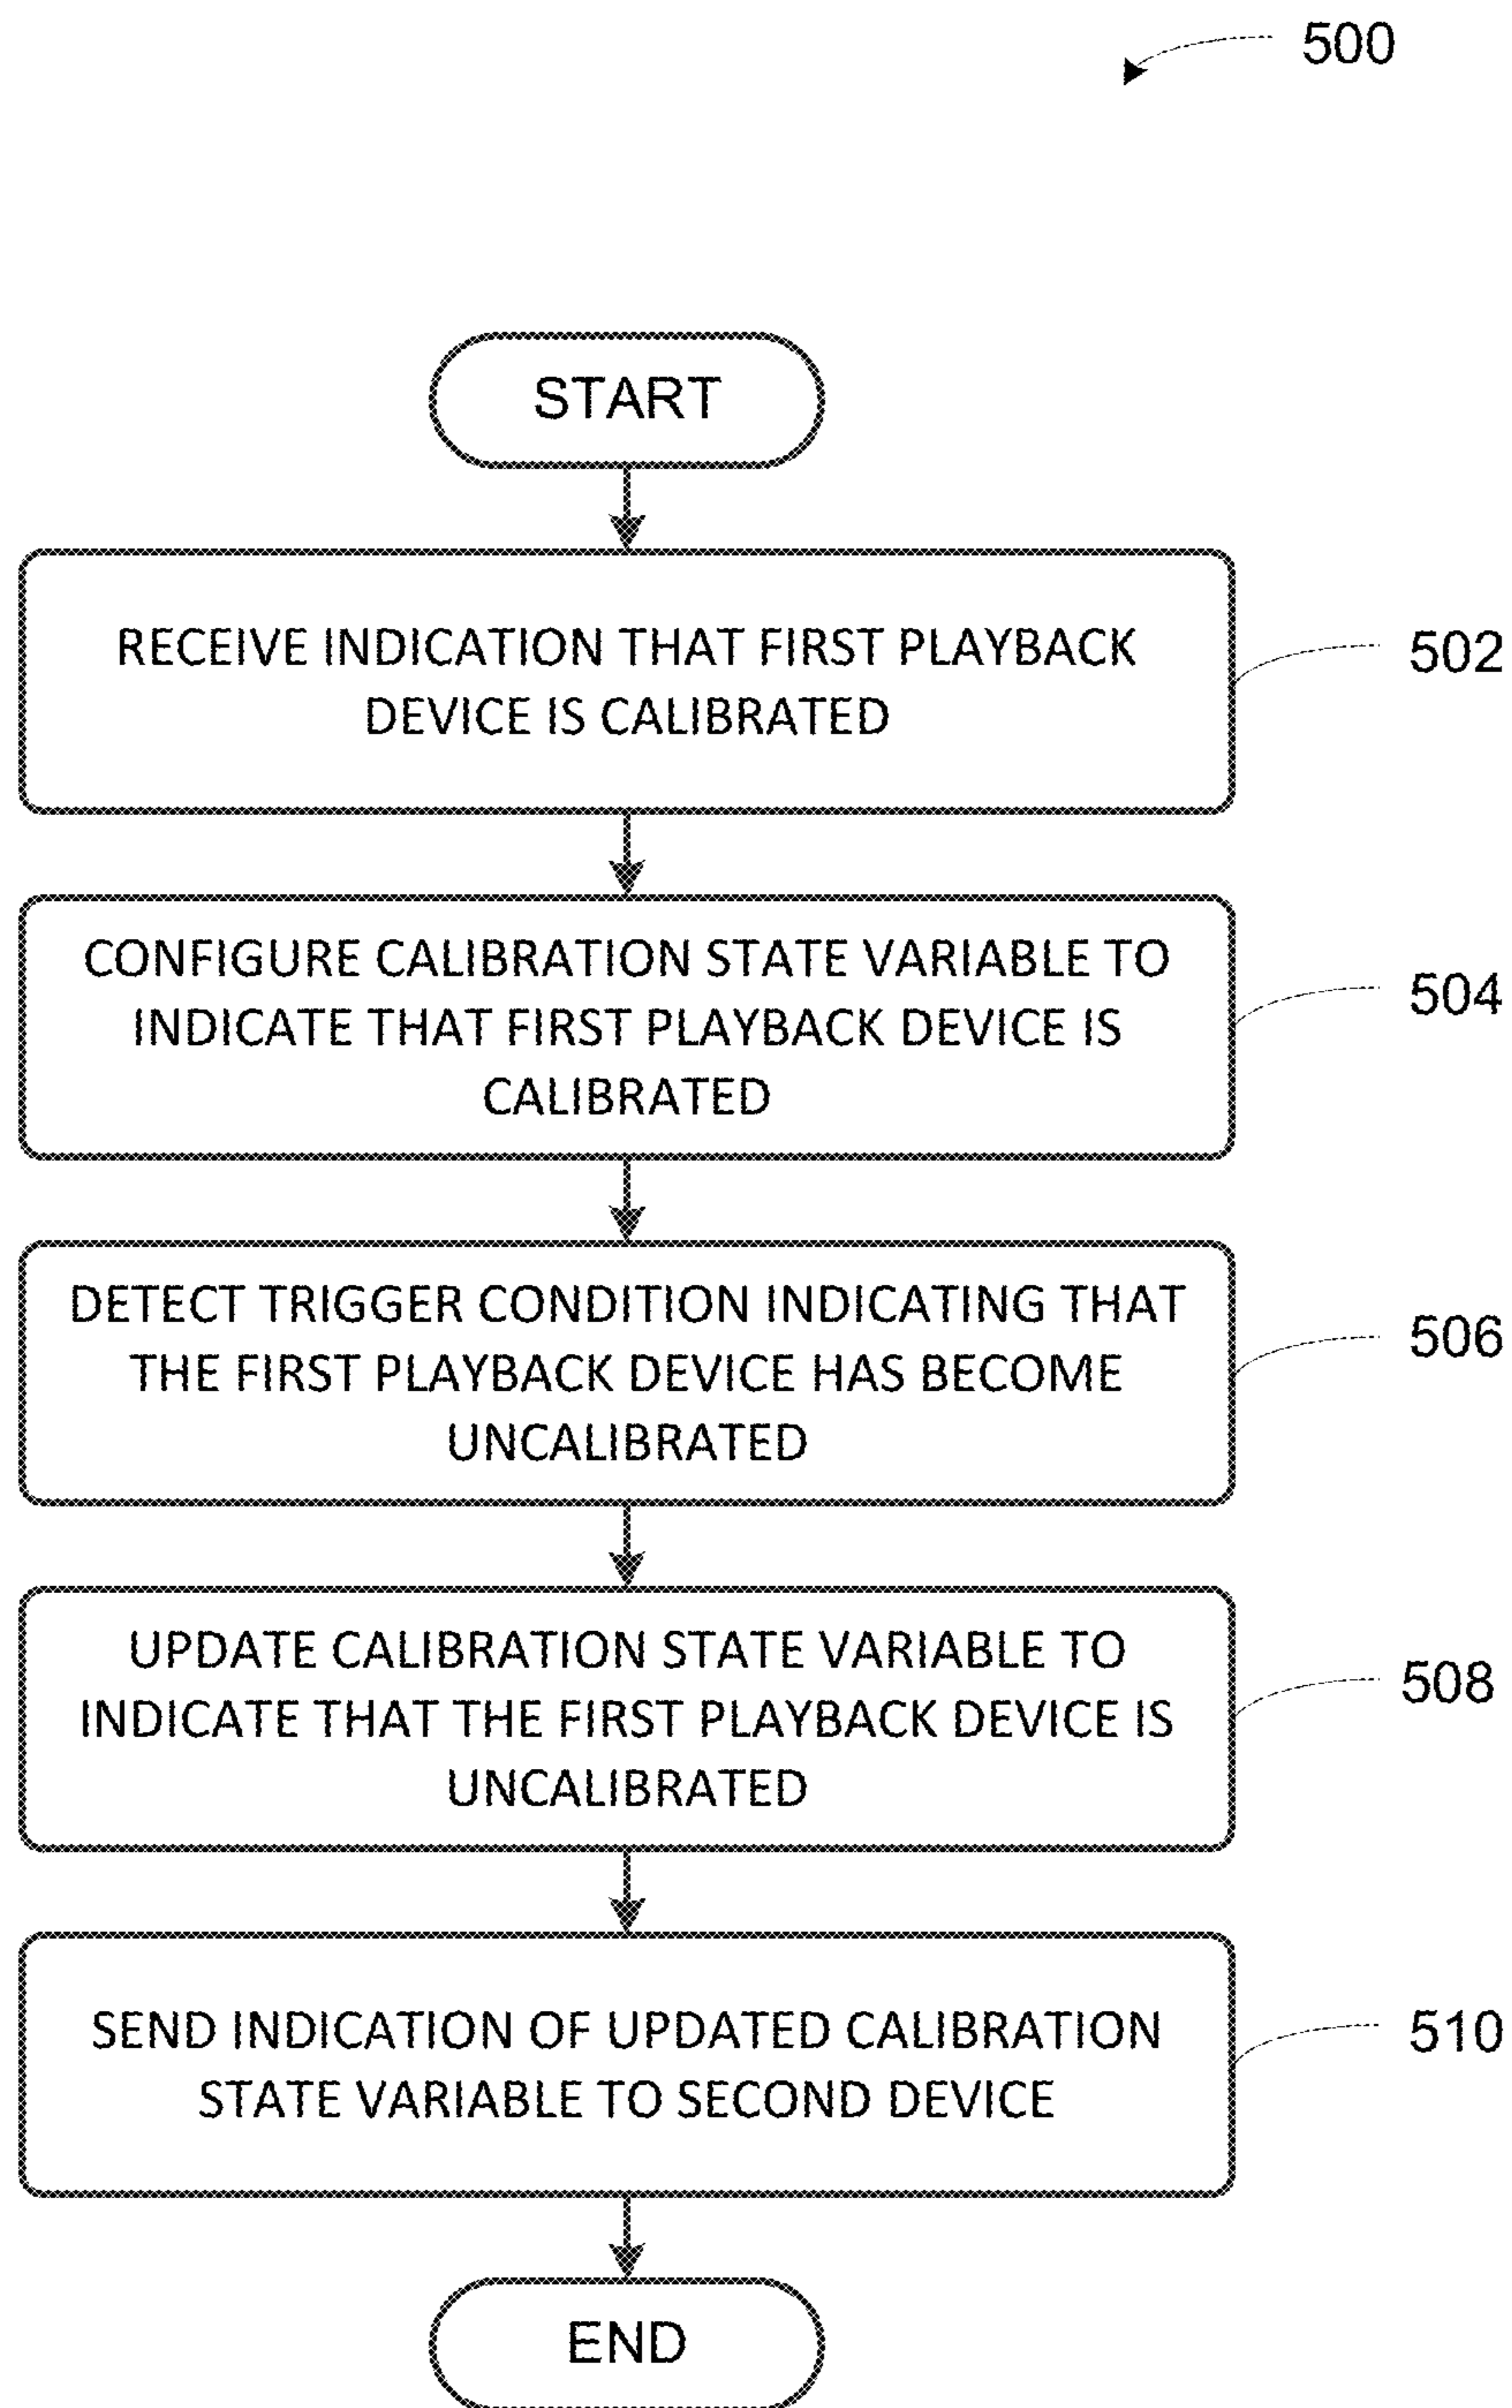 500
START
RECEIVE INDICATION THAT FIRST PLAYBACK
DEVICE IS CALIBRATED
502
CONFIGURE CALIBRATION STATE VARIABLE TO
INDICATE THAT FIRST PLAYBACK DEVICE IS
CALIBRATED
504
DETECT TRIGGER CONDITION INDICATING THAT
THE FIRST PLAYBACK DEVICE HAS BECOME
UNCALIBRATED
506
UPDATE CALIBRATION STATE VARIABLE TO
INDICATE THAT THE FIRST PLAYBACK DEVICE IS
UNCALIBRATED
508
SEND INDICATION OF UPDATED CALIBRATION
STATE VARIABLE TO SECOND DEVICE
510
END